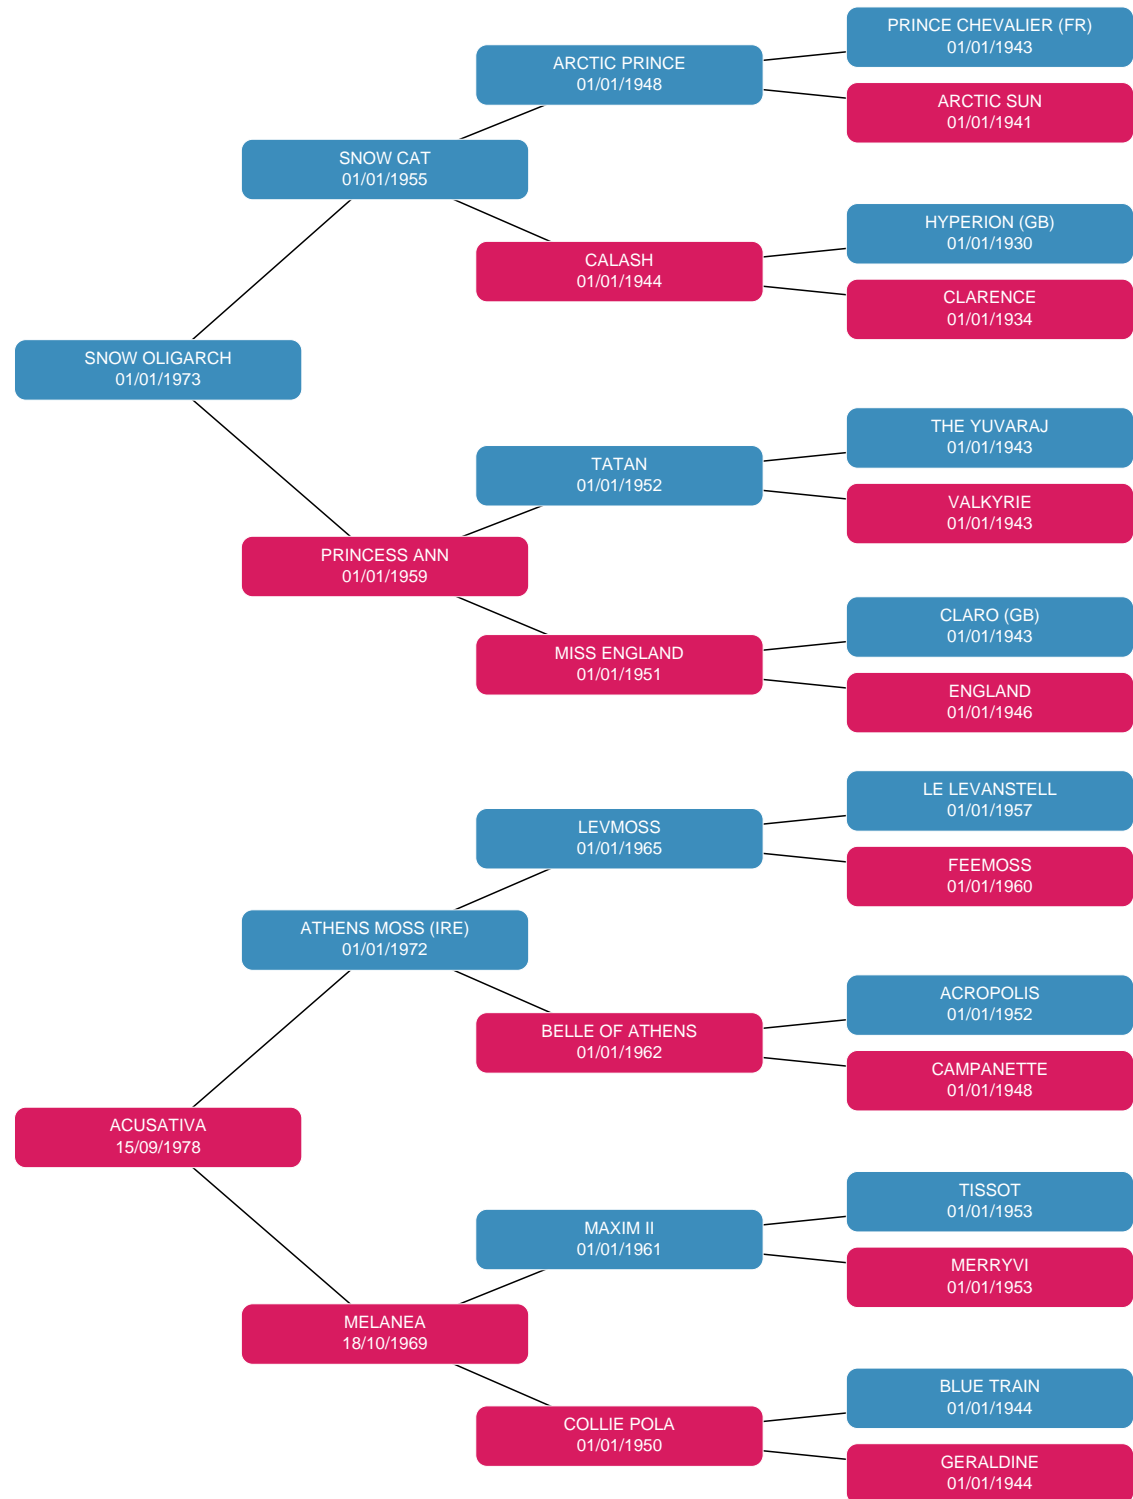 PRINCE CHEVALIER (FR)
01/01/1943
ARCTIC PRINCE
01/01/1948
ARCTIC SUN
01/01/1941
SNOW CAT
01/01/1955
HYPERION (GB)
01/01/1930
CALASH
01/01/1944
CLARENCE
01/01/1934
SNOW OLIGARCH
01/01/1973
THE YUVARAJ
01/01/1943
TATAN
01/01/1952
VALKYRIE
01/01/1943
PRINCESS ANN
01/01/1959
CLARO (GB)
01/01/1943
MISS ENGLAND
01/01/1951
ENGLAND
01/01/1946
LE LEVANSTELL
01/01/1957
LEVMOSS
01/01/1965
FEEMOSS
01/01/1960
ATHENS MOSS (IRE)
01/01/1972
ACROPOLIS
01/01/1952
BELLE OF ATHENS
01/01/1962
CAMPANETTE
01/01/1948
ACUSATIVA
15/09/1978
TISSOT
01/01/1953
MAXIM II
01/01/1961
MERRYVI
01/01/1953
MELANEA
18/10/1969
BLUE TRAIN
01/01/1944
COLLIE POLA
01/01/1950
GERALDINE
01/01/1944